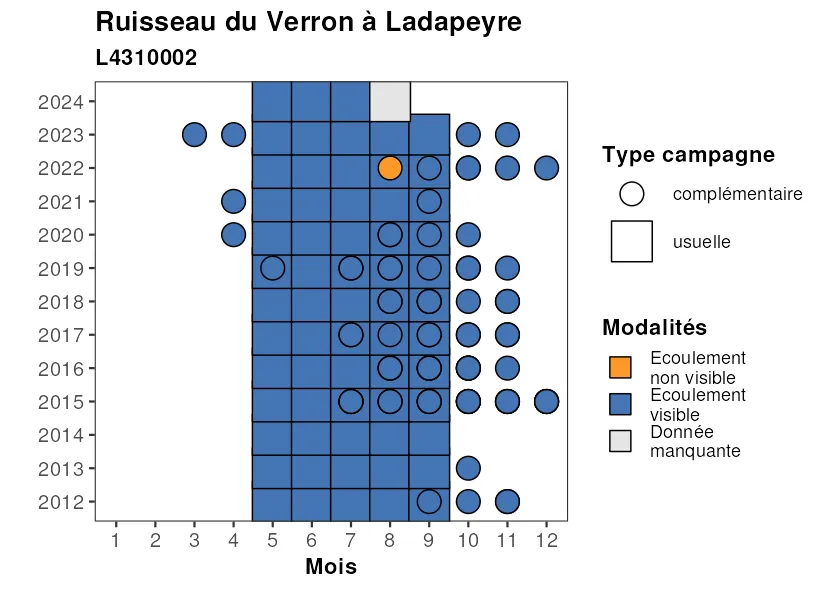 Ruisseau du Verron à Ladapeyre
L4310002
2024
2023
2022
2021
2020
2019
2018
2017
2016
2015
2014
2013
2012
1 2 3 4 5 6 7 8 9 10 11 12
Mois
Type campagne
complémentaire
usuelle
Modalités
Ecoulement
non visible
Ecoulement
visible
Donnée
manquante